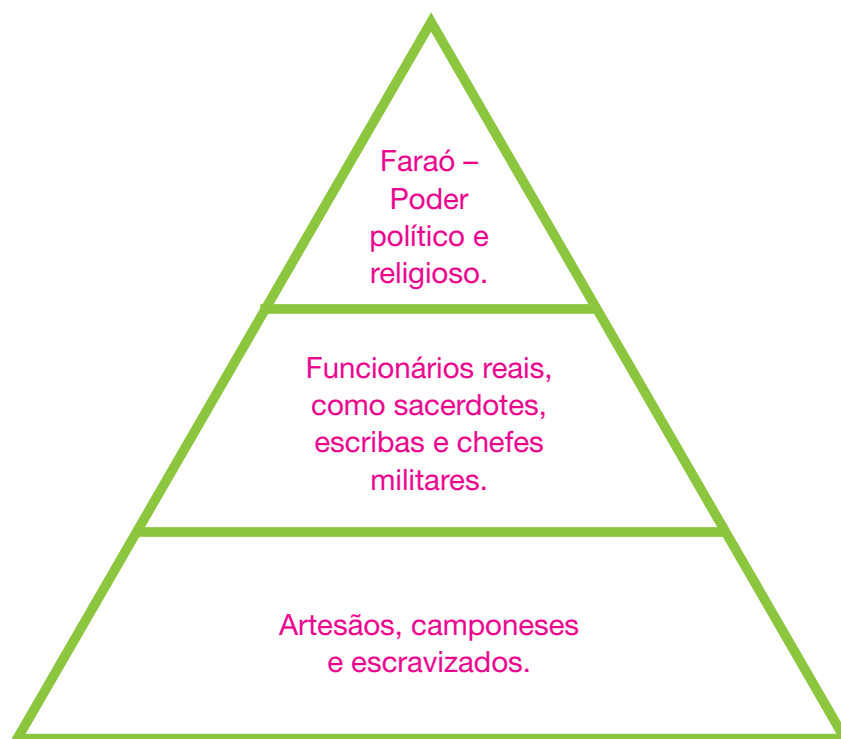 Faraó –
Poder
político e
religioso.
Funcionários reais,
como sacerdotes,
escribas e chefes
militares.
Artesãos, camponeses
e escravizados.